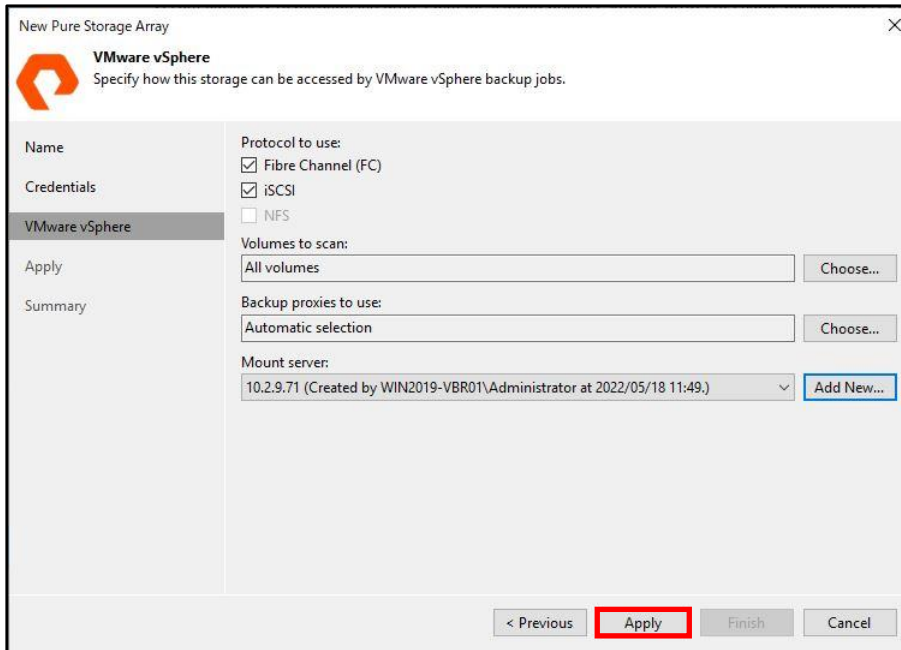 New Pure Storage Array
VMware vSphere
Specify how this storage can be accessed by VMware vSphere backup jobs.
Name
Credentials
VMware vSphere
Apply
Summary
Protocol to use:
Fibre Channel (FC)
iSCSI
NFS
Volumes to scan:
All volumes
Choose...
Backup proxies to use:
Automatic selection
Choose...
Mount server:
10.2.9.71 (Created by WIN2019-VBR01\Administrator at 2022/05/18 11:49.)
Add New...
< Previous
Apply
Finish
Cancel